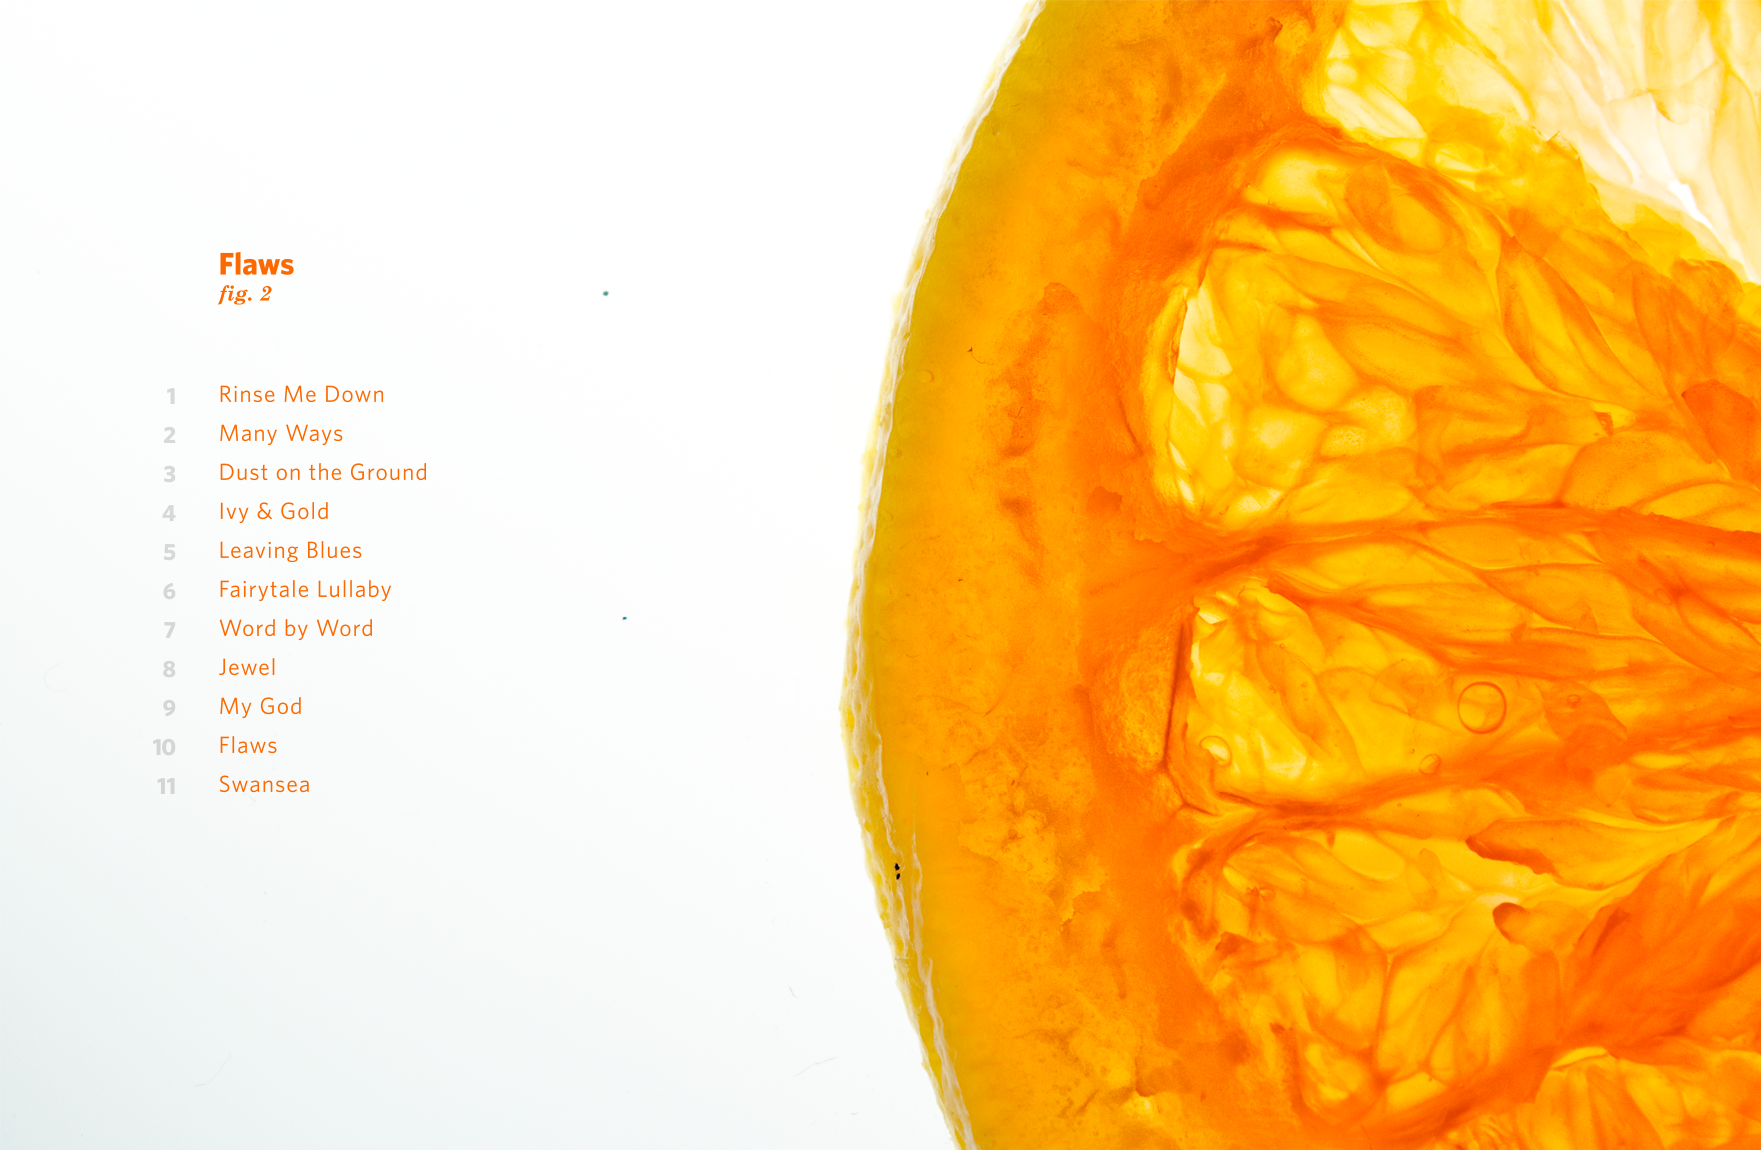 Flaws
fig. 2
1 Rinse Me Down
2 Many Ways
3 Dust on the Ground
4 Ivy & Gold
5 Leaving Blues
6 Fairytale Lullaby
7 Word by Word
8 Jewel
9 My God
10 Flaws
11 Swansea